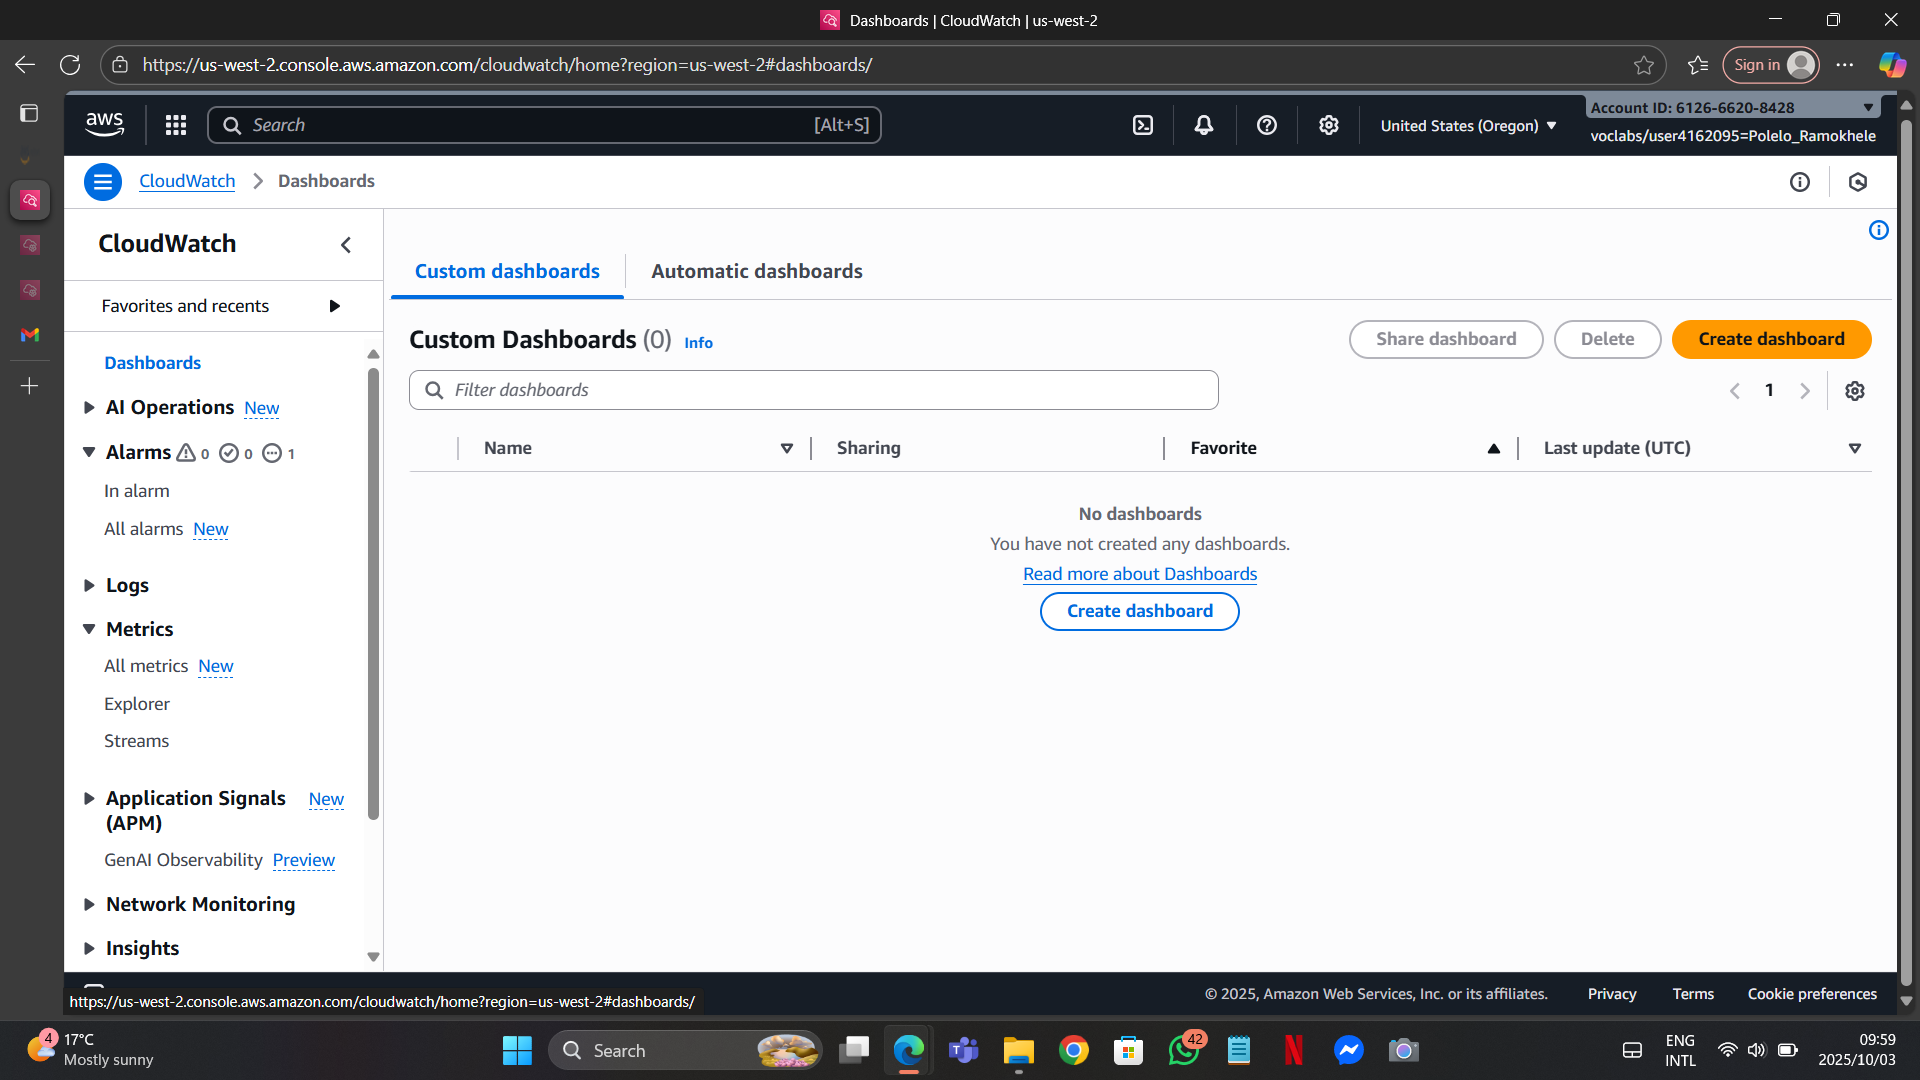 Dashboards | CloudWatch | us-west-2
https://us-west-2.console.aws.amazon.com/cloudwatch/home?region=us-west-2#dashboards/
Sign in
aws
Search [Alt+S]
United States (Oregon)
Account ID: 6126-6620-8428
voclabs/user4162095=Polelo_Ramokhele
CloudWatch
Dashboards
CloudWatch
Favorites and recents
Dashboards
AI Operations New
Alarms 0 0 1
In alarm
All alarms New
Logs
Metrics
All metrics New
Explorer
Streams
Application Signals New
(APM)
GenAI Observability Preview
Network Monitoring
Insights
Custom dashboards
Automatic dashboards
Custom Dashboards (0) Info
Share dashboard
Delete
Create dashboard
Filter dashboards
1
Name
Sharing
Favorite
Last update (UTC)
No dashboards
You have not created any dashboards.
Read more about Dashboards
Create dashboard
https://us-west-2.console.aws.amazon.com/cloudwatch/home?region=us-west-2#dashboards/
© 2025, Amazon Web Services, Inc. or its affiliates.
Privacy
Terms
Cookie preferences
4
17°C
Mostly sunny
Search
42
ENG
INTL
09:59
2025/10/03